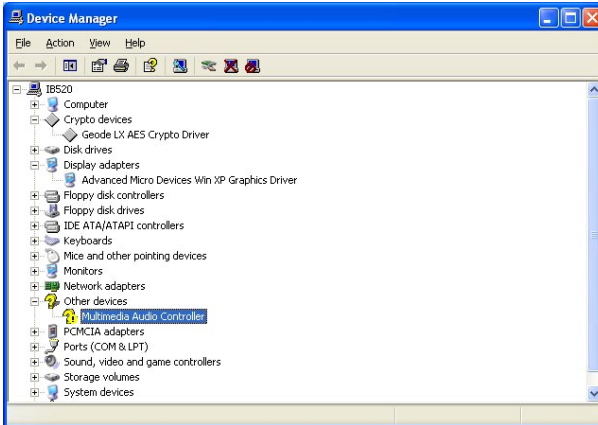 Device Manager
File Action View Help
IB520
Computer
Crypto devices
Geode LX AES Crypto Driver
Disk drives
Display adapters
Advanced Micro Devices Win XP Graphics Driver
Floppy disk controllers
Floppy disk drives
IDE ATA/ATAPI controllers
Keyboards
Mice and other pointing devices
Monitors
Network adapters
Other devices
Multimedia Audio Controller
PCMCIA adapters
Ports (COM & LPT)
Sound, video and game controllers
Storage volumes
System devices